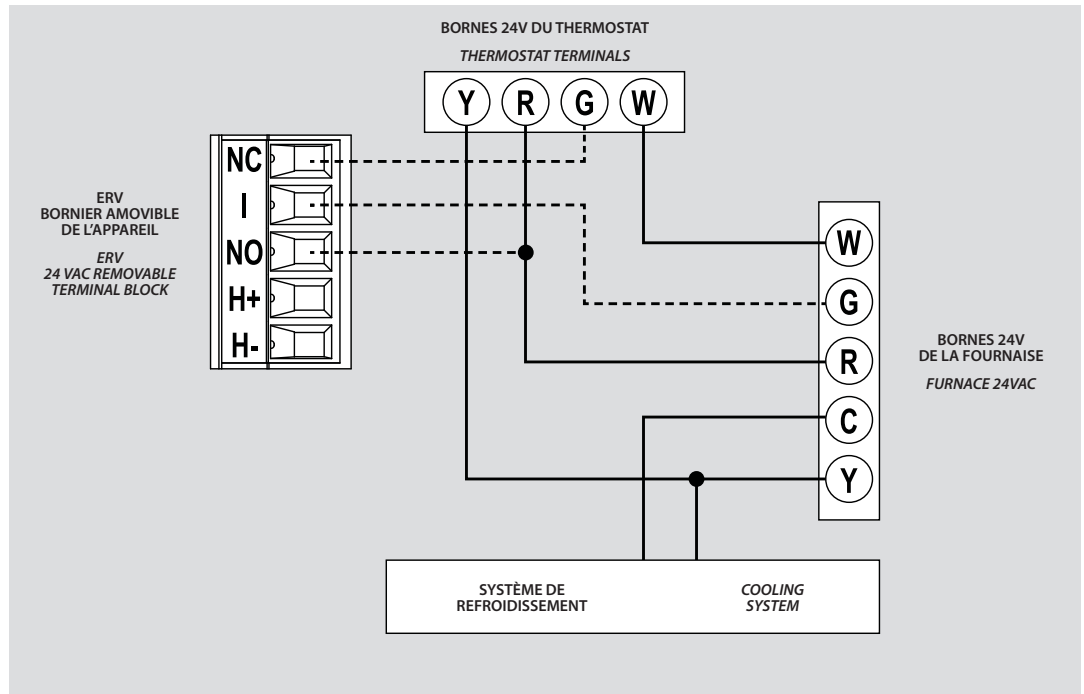 BORNES 24V DU THERMOSTAT
THERMOSTAT TERMINALS
Y R G W
NC
I
NO
H+
H-
ERV
BORNIER AMOVIBLE
DE L'APPAREIL
ERV
24 VAC REMOVABLE
TERMINAL BLOCK
W
G
R
C
Y
BORNES 24V
DE LA FOURNAISE
FURNACE 24VAC
SYSTÈME DE
REFROIDISSEMENT
COOLING
SYSTEM